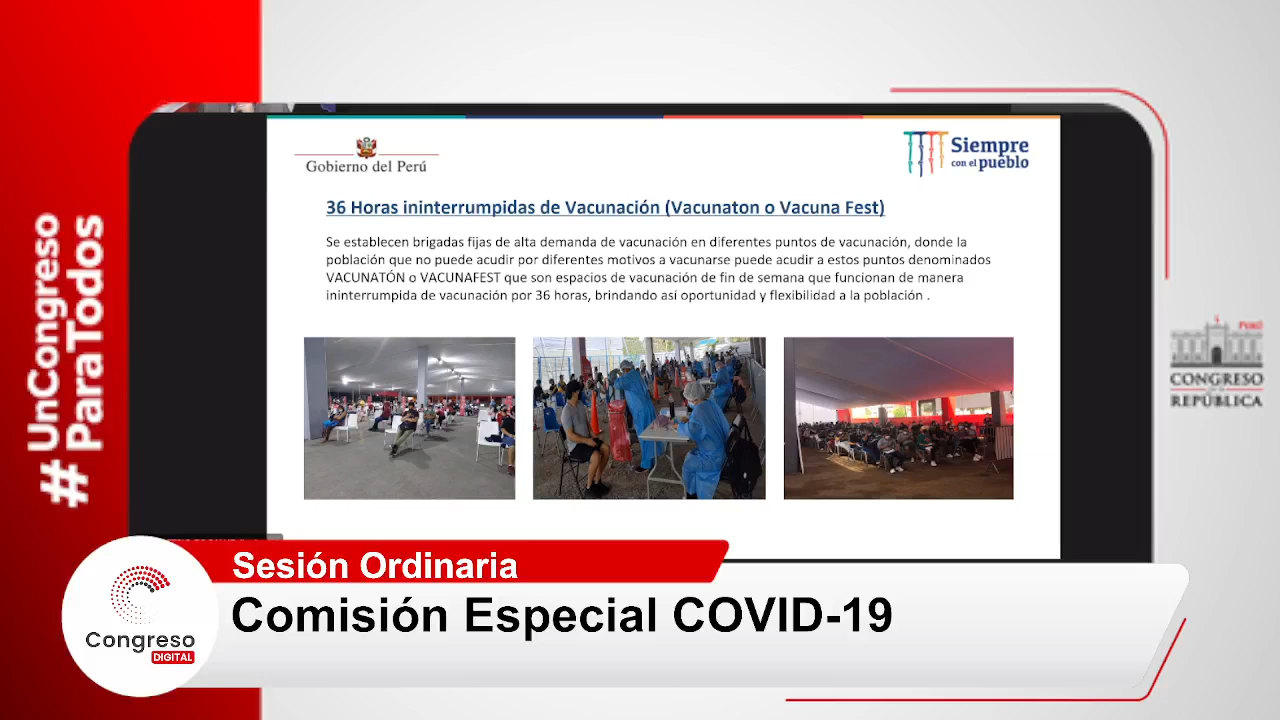 #UnCongreso
ParaTodos
Gobierno del Perú
Siempre
con el pueblo
36 Horas ininterrumpidas de Vacunación (Vacunaton o Vacuna Fest)
Se establecen brigadas fijas de alta demanda de vacunación en diferentes puntos de vacunación, donde la
población que no puede acudir por diferentes motivos a vacunarse puede acudir a estos puntos denominados
VACUNATÓN o VACUNAFEST que son espacios de vacunación de fin de semana que funcionan de manera
ininterrumpida de vacunación por 36 horas, brindando así oportunidad y flexibilidad a la población .
PERÚ
CONGRESO
REPÚBLICA
Sesión Ordinaria
Comisión Especial COVID-19
Congreso
DIGITAL